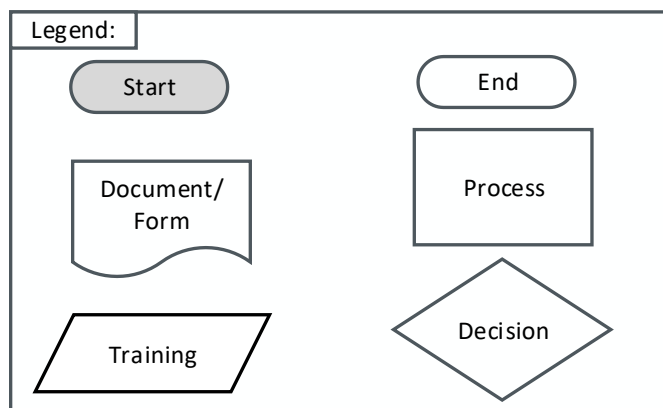 Legend:
Start
End
Document/
Form
Process
Training
Decision